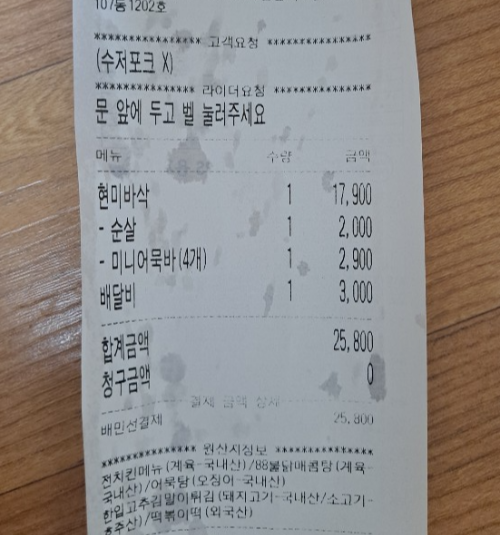 107동1202호
******************** 고객요청 ********************
(수저포크 X)
******************** 라이더요청 ******************
문 앞에 두고 벨 눌러주세요
메뉴 수량 금액
현미바삭 1 17,900
- 순살 1 2,000
- 미니어묵바(4개) 1 2,900
배달비 1 3,000
합계금액 25,800
청구금액 0
결제 금액 상세
배민선결제 25,800
******************** 원산지정보 ******************
전치킨메뉴(계육-국내산)/88불닭매콤탕(계육-
국내산)/어묵탕(오징어-국내산)
한입고추김말이튀김(돼지고기-국내산/소고기-
호주산)/떡볶이떡(외국산)